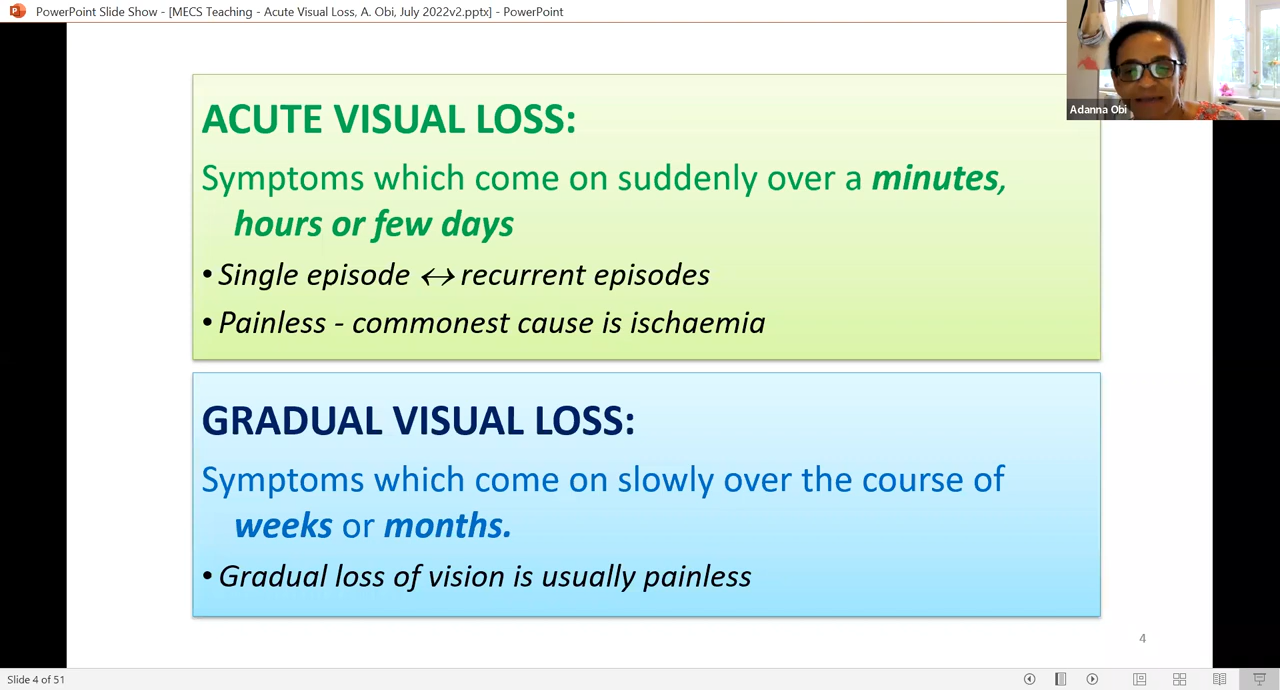 PowerPoint Slide Show - [MECS Teaching - Acute Visual Loss, A. Obi, July 2022v2.pptx] - PowerPoint
Adanna Obi
ACUTE VISUAL LOSS:
Symptoms which come on suddenly over a minutes,
hours or few days
• Single episode ↔ recurrent episodes
• Painless - commonest cause is ischaemia
GRADUAL VISUAL LOSS:
Symptoms which come on slowly over the course of
weeks or months.
• Gradual loss of vision is usually painless
4
Slide 4 of 51